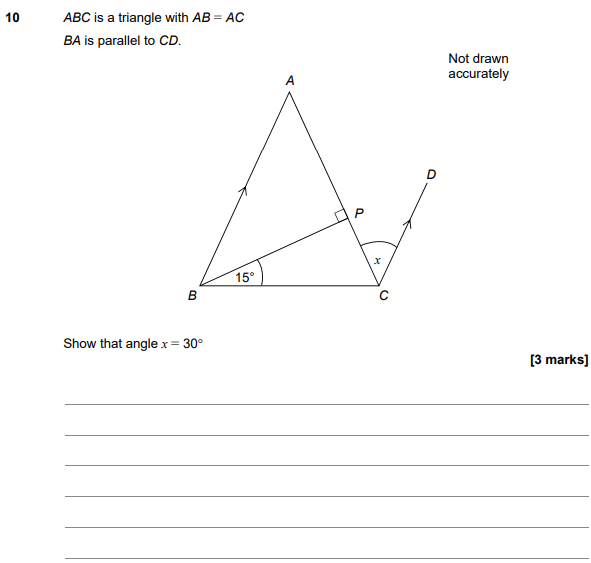 10 ABC is a triangle with AB = AC
BA is parallel to CD.
Not drawn
accurately
A
D
P
x
15°
B
C
Show that angle x = 30°
[3 marks]